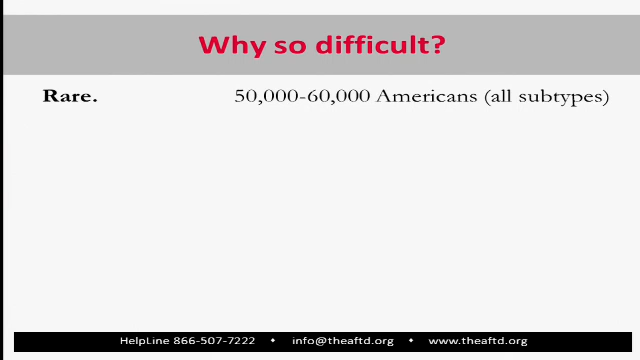 Why so difficult?
Rare. 50,000-60,000 Americans (all subtypes)
HelpLine 866-507-7222 • info@theaftd.org • www.theaftd.org